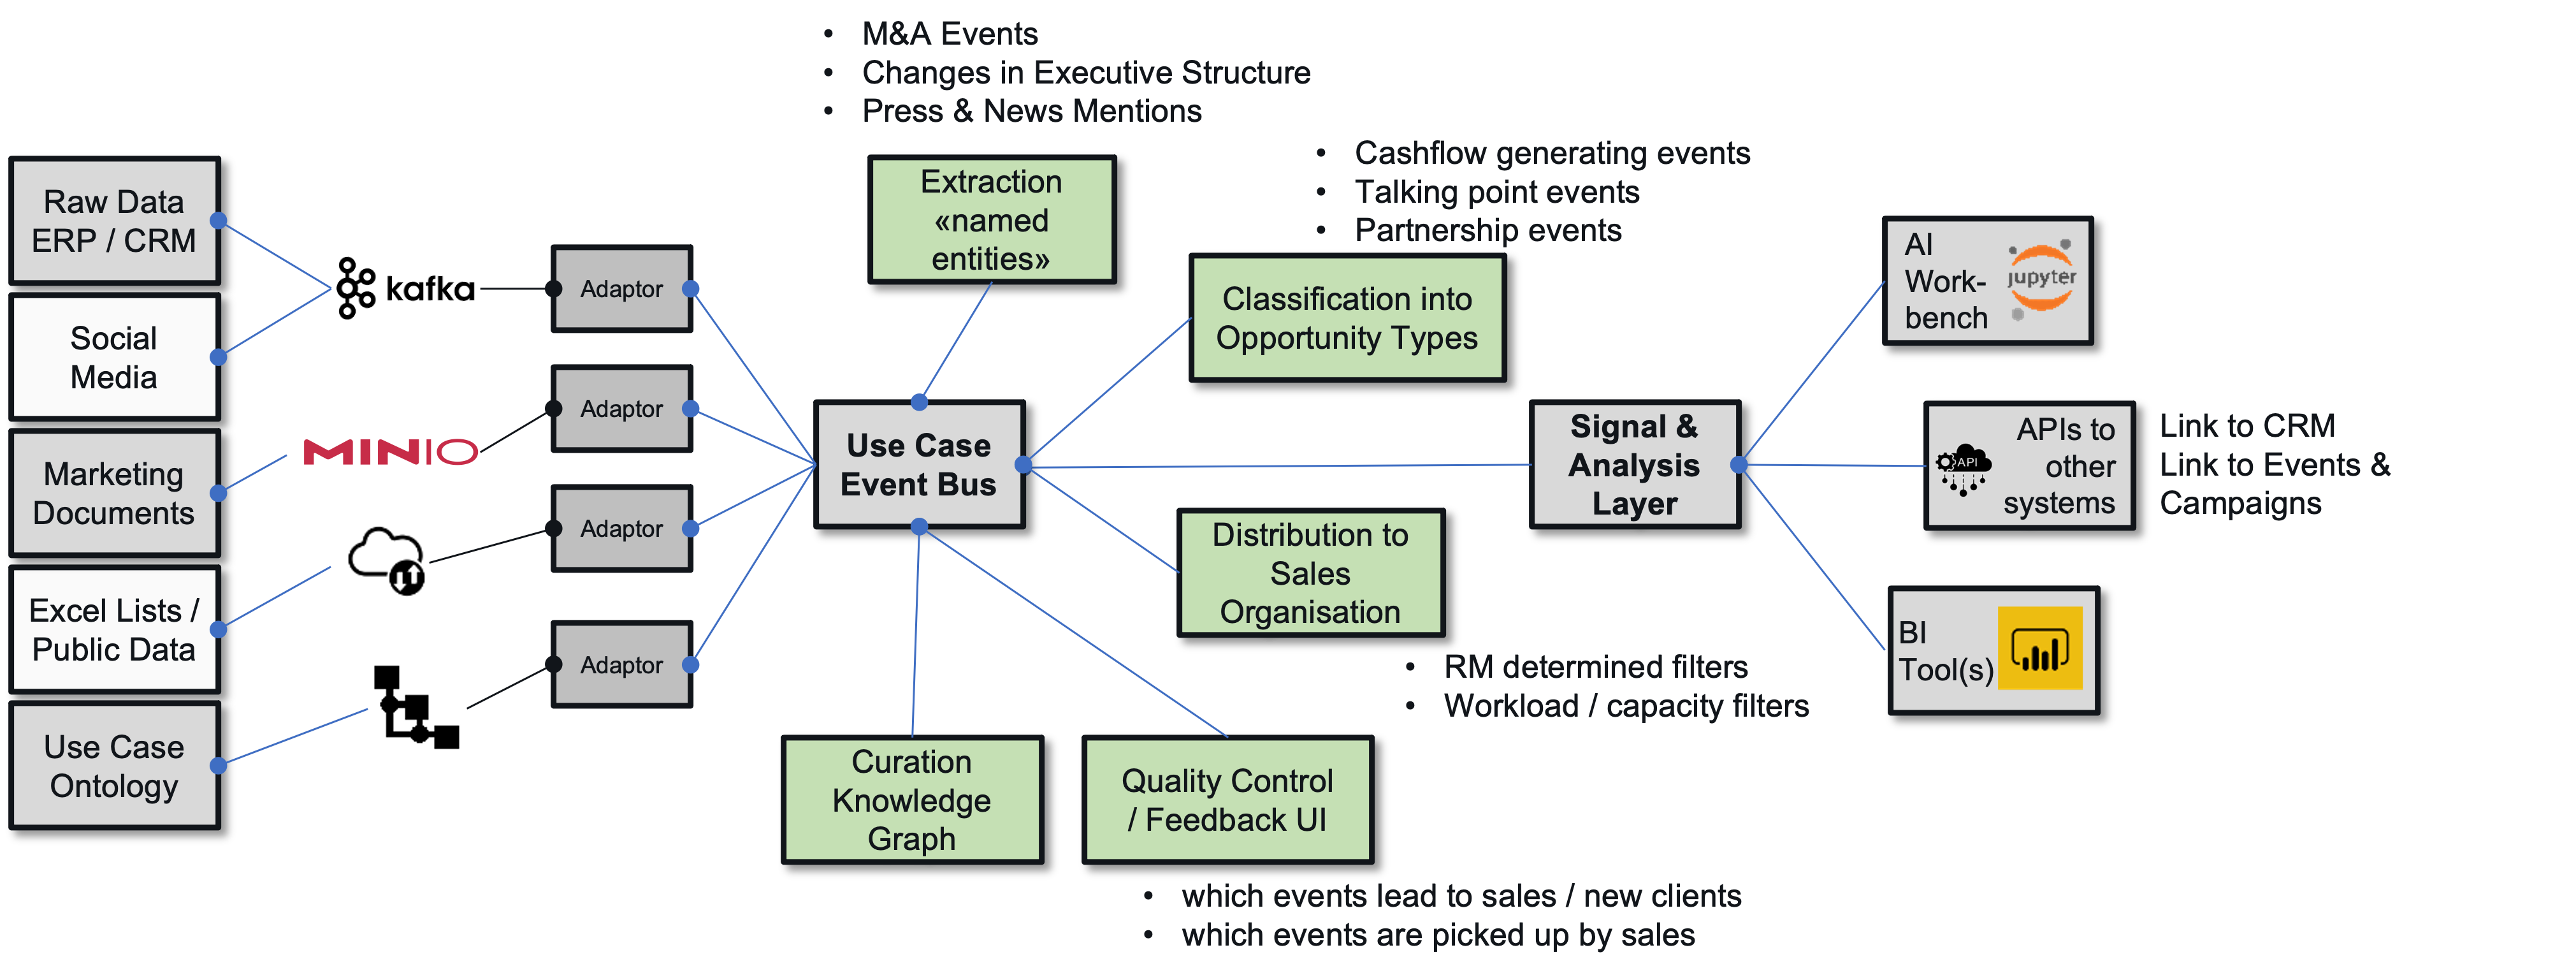 • M&A Events
• Changes in Executive Structure
• Press & News Mentions
Raw Data
ERP / CRM
Social
Media
Marketing
Documents
Excel Lists /
Public Data
Use Case
Ontology
kafka
MINIO
Adaptor
Adaptor
Adaptor
Adaptor
Extraction
«named
entities»
• Cashflow generating events
• Talking point events
• Partnership events
Classification into
Opportunity Types
Use Case
Event Bus
Distribution to
Sales
Organisation
• RM determined filters
• Workload / capacity filters
Curation
Knowledge
Graph
Quality Control
/ Feedback UI
• which events lead to sales / new clients
• which events are picked up by sales
Signal &
Analysis
Layer
AI
Work-
bench
jupyter
API
APIs to
other
systems
Link to CRM
Link to Events &
Campaigns
BI
Tool(s)